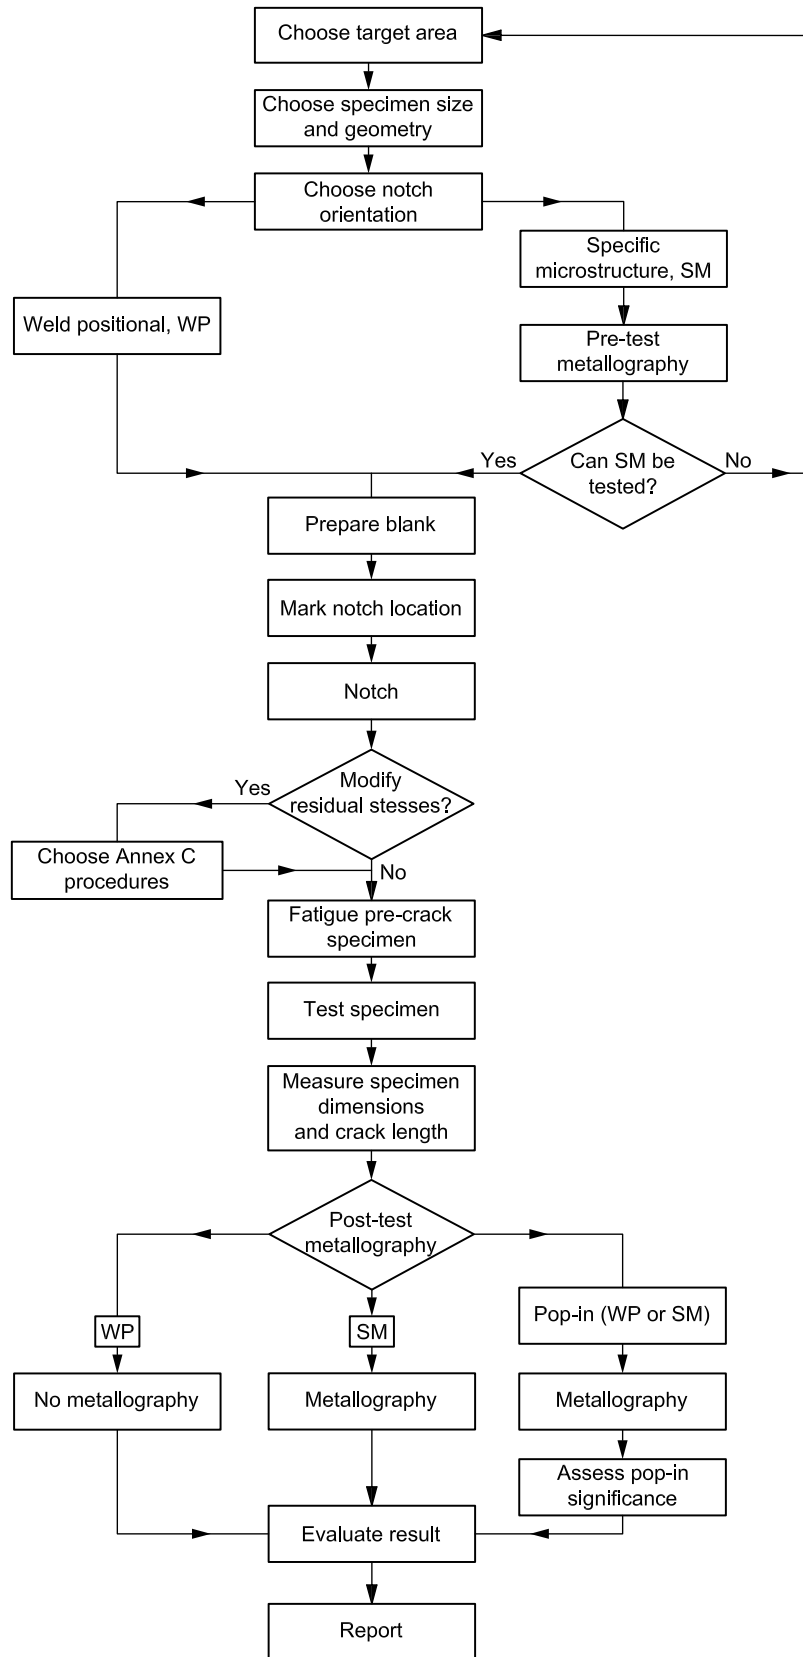 Choose target area
Choose specimen size
and geometry
Choose notch
orientation
Specific
microstructure, SM
Weld positional, WP
Pre-test
metallography
Yes
Can SM be
tested?
No
Prepare blank
Mark notch location
Notch
Yes
Modify
residual stesses?
Choose Annex C
procedures
No
Fatigue pre-crack
specimen
Test specimen
Measure specimen
dimensions
and crack length
Post-test
metallography
WP
SM
Pop-in (WP or SM)
No metallography
Metallography
Metallography
Assess pop-in
significance
Evaluate result
Report